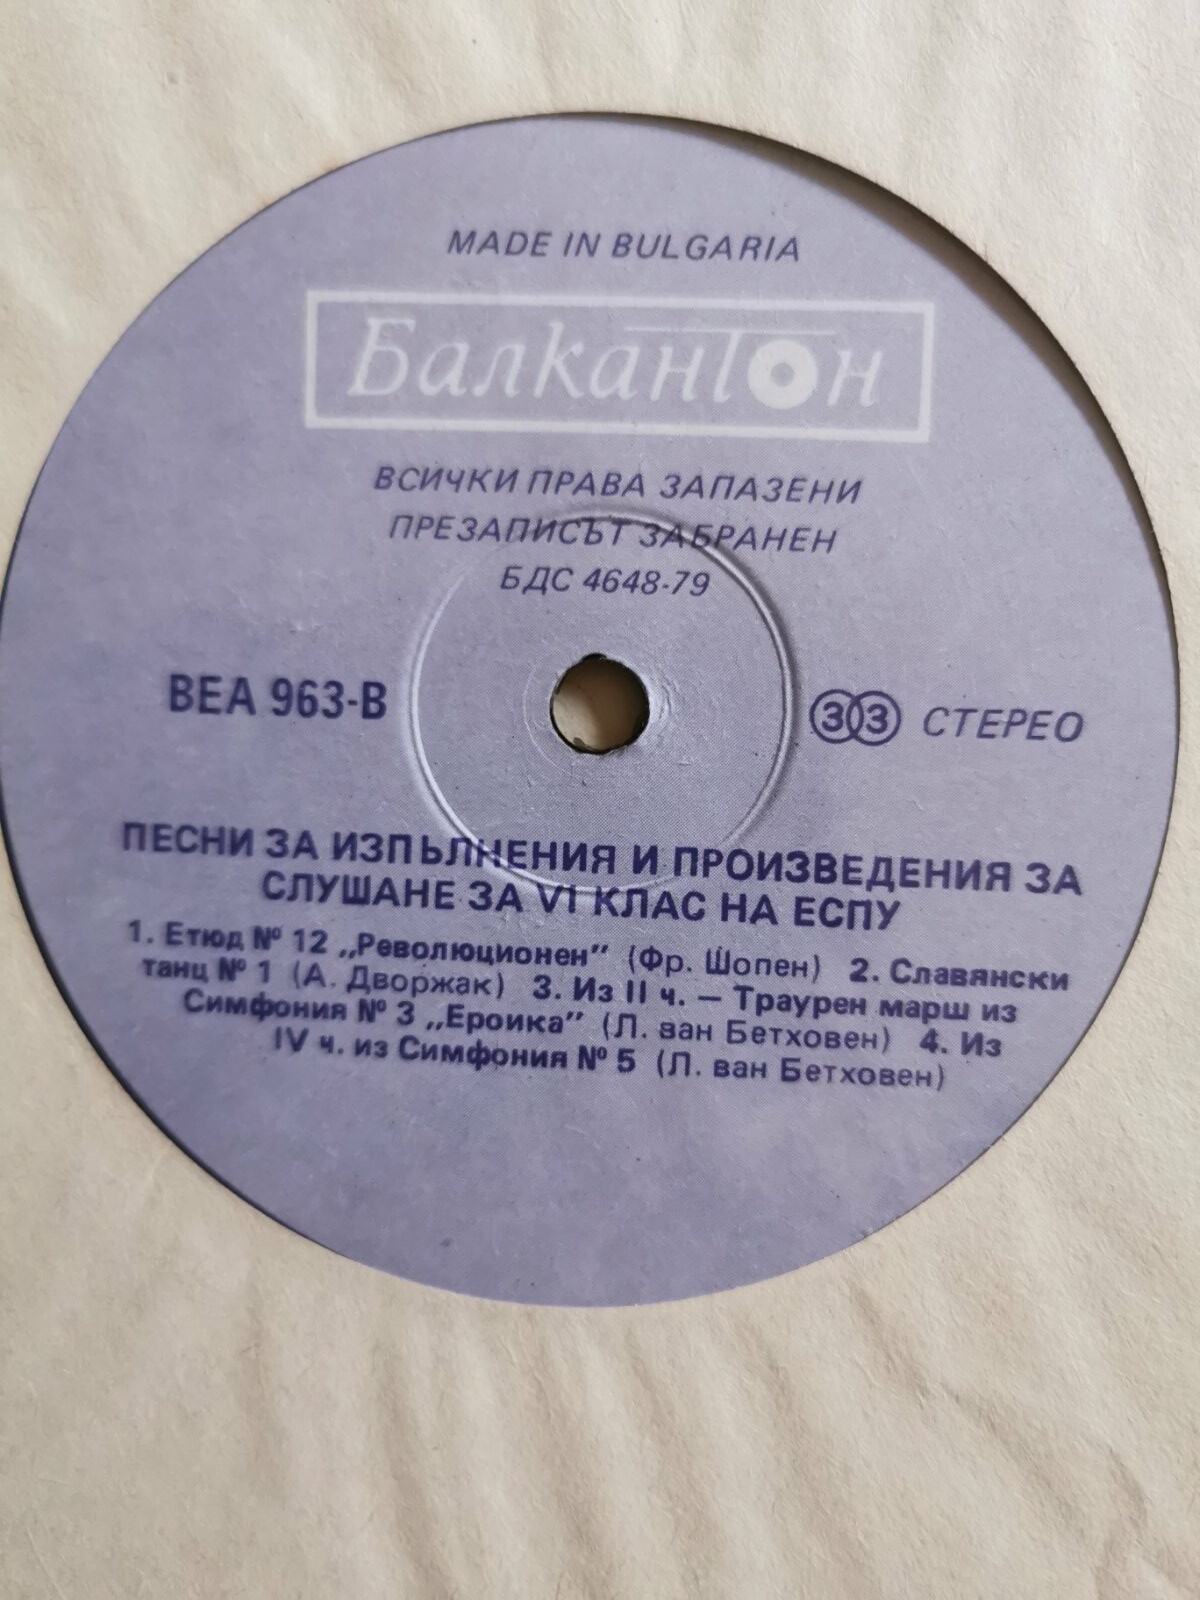 MADE IN BULGARIA
Балкантон
ВСИЧКИ ПРАВА ЗАПАЗЕНИ
ПРЕЗАПИСЪТ ЗАБРАНЕН
БДС 4648-79
ВЕА 963-В
33 СТЕРЕО
ПЕСНИ ЗА ИЗПЪЛНЕНИЯ И ПРОИЗВЕДЕНИЯ ЗА
СЛУШАНЕ ЗА VI КЛАС НА ЕСПУ
1. Етюд № 12 „Революционен” (Фр. Шопен) 2. Славянски
танц № 1 (А. Дворжак) 3. Из II ч. — Траурен марш из
Симфония № 3 „Ероика” (Л. ван Бетховен) 4. Из
IV ч. из Симфония № 5 (Л. ван Бетховен)